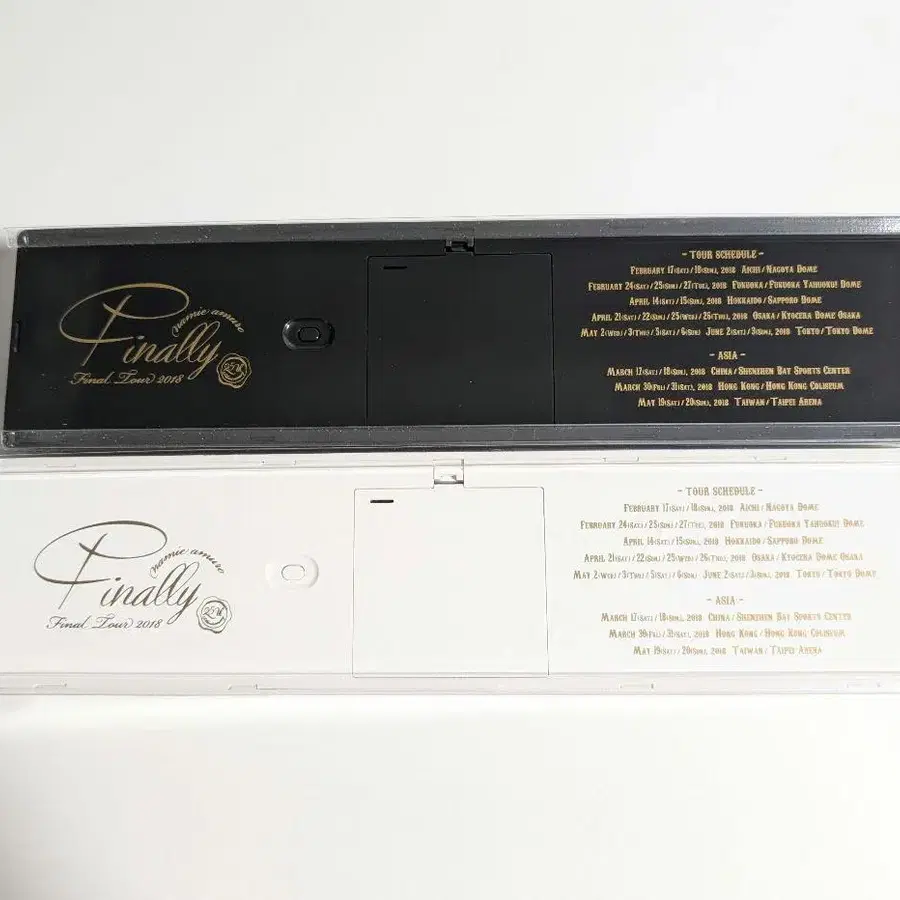 namie amuro
Finally
Final Tour 2018
- TOUR SCHEDULE -
FEBRUARY 17(SAT)/18(SUN), 2018 AICHI/NAGOYA DOME
FEBRUARY 24(SAT)/25(SUN)/27(TUE), 2018 FUKUOKA/FUKUOKA YAHUOKU! DOME
APRIL 14(SAT)/15(SUN), 2018 HOKKAIDO/SAPPORO DOME
APRIL 21(SAT)/22(SUN)/25(WED)/26(THU), 2018 OSAKA/KYOCERA DOME OSAKA
MAY 2(WED)/3(THU)/5(SAT)/6(SUN) JUNE 2(SAT)/3(SUN), 2018 TOKYO/TOKYO DOME
- ASIA -
MARCH 17(SAT)/18(SUN), 2018 CHINA/SHENZHEN BAY SPORTS CENTER
MARCH 30(FRI)/31(SAT), 2018 HONG KONG/HONG KONG COLISEUM
MAY 19(SAT)/20(SUN), 2018 TAIWAN/TAIPEI ARENA
namie amuro
Finally
Final Tour 2018
- TOUR SCHEDULE -
FEBRUARY 17(SAT)/18(SUN), 2018 AICHI/NAGOYA DOME
FEBRUARY 24(SAT)/25(SUN)/27(TUE), 2018 FUKUOKA/FUKUOKA YAHUOKU! DOME
APRIL 14(SAT)/15(SUN), 2018 HOKKAIDO/SAPPORO DOME
APRIL 21(SAT)/22(SUN)/25(WED)/26(THU), 2018 OSAKA/KYOCERA DOME OSAKA
MAY 2(WED)/3(THU)/5(SAT)/6(SUN) JUNE 2(SAT)/3(SUN), 2018 TOKYO/TOKYO DOME
- ASIA -
MARCH 17(SAT)/18(SUN), 2018 CHINA/SHENZHEN BAY SPORTS CENTER
MARCH 30(FRI)/31(SAT), 2018 HONG KONG/HONG KONG COLISEUM
MAY 19(SAT)/20(SUN), 2018 TAIWAN/TAIPEI ARENA